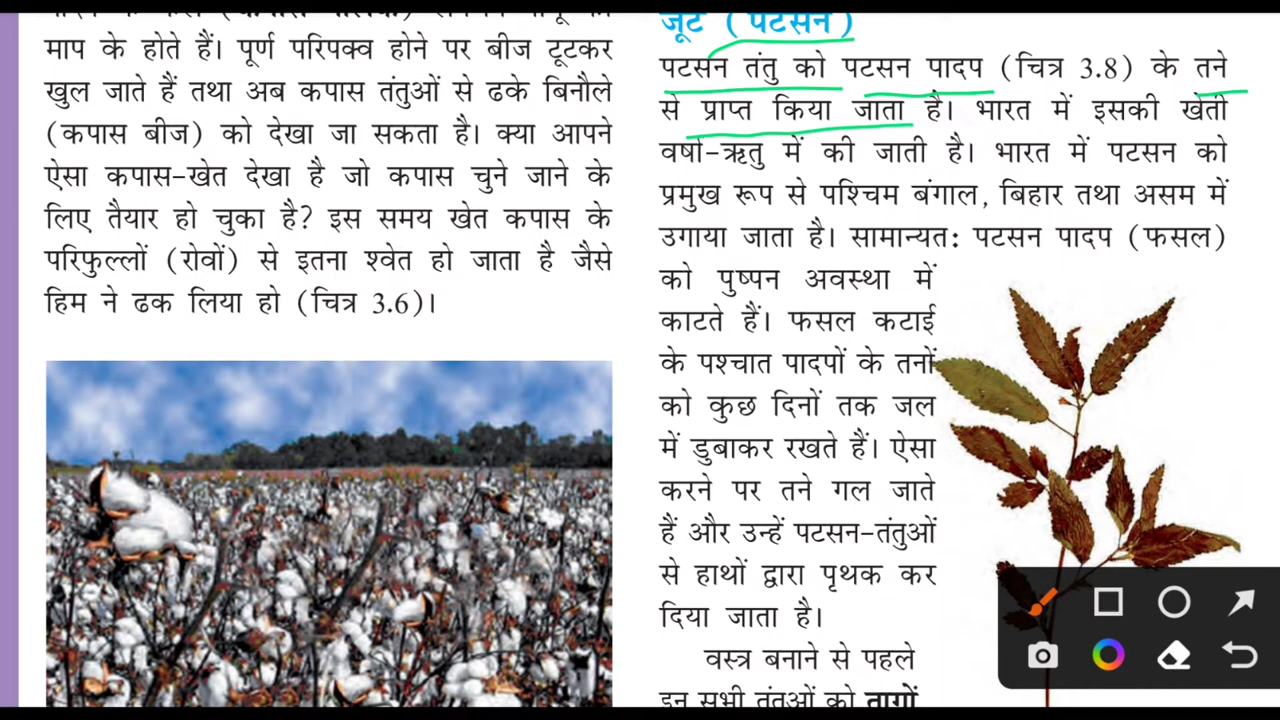 माप के होते हैं। पूर्ण परिपक्व होने पर बीज टूटकर
खुल जाते हैं तथा अब कपास तंतुओं से ढके बिनौले
(कपास बीज) को देखा जा सकता है। क्या आपने
ऐसा कपास-खेत देखा है जो कपास चुने जाने के
लिए तैयार हो चुका है? इस समय खेत कपास के
परिफुल्लों (रोवों) से इतना श्वेत हो जाता है जैसे
हिम ने ढक लिया हो (चित्र 3.6)।
जूट (पटसन)
पटसन तंतु को पटसन पादप (चित्र 3.8) के तने
से प्राप्त किया जाता है। भारत में इसकी खेती
वर्षा-ऋतु में की जाती है। भारत में पटसन को
प्रमुख रूप से पश्चिम बंगाल, बिहार तथा असम में
उगाया जाता है। सामान्यत: पटसन पादप (फसल)
को पुष्पन अवस्था में
काटते हैं। फसल कटाई
के पश्चात पादपों के तनों
को कुछ दिनों तक जल
में डुबाकर रखते हैं। ऐसा
करने पर तने गल जाते
हैं और उन्हें पटसन-तंतुओं
से हाथों द्वारा पृथक कर
दिया जाता है।
वस्त्र बनाने से पहले
इन सभी तंतुओं को तागों